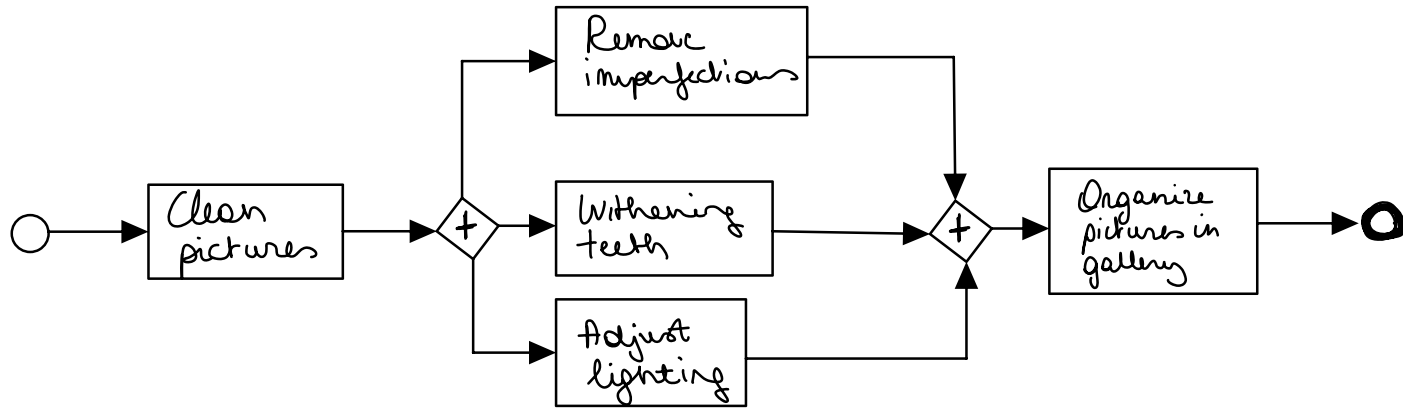 Clean
pictures
+
Remove
imperfections
Withening
teeth
Adjust
lighting
+
Organize
pictures in
gallery